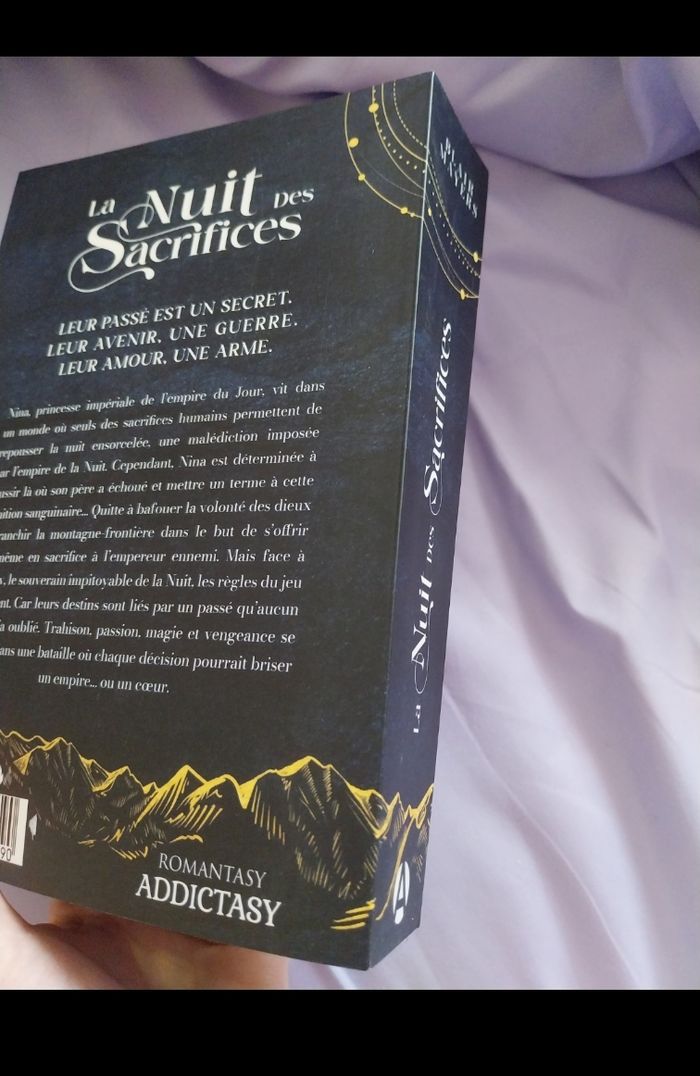 La Nuit des
Sacrifices
LEUR PASSÉ EST UN SECRET.
LEUR AVENIR, UNE GUERRE.
LEUR AMOUR, UNE ARME.
Nina, princesse impériale de l'empire du Jour, vit dans
un monde où seuls des sacrifices humains permettent de
repousser la nuit ensorcelée, une malédiction imposée
ar l'empire de la Nuit. Cependant, Nina est déterminée à
ussir là où son père a échoué et mettre un terme à cette
ition sanguinaire... Quitte à bafouer la volonté des dieux
ranchir la montagne-frontière dans le but de s'offrir
même en sacrifice à l'empereur ennemi. Mais face à
le souverain impitoyable de la Nuit, les règles du jeu
nt. Car leurs destins sont liés par un passé qu'aucun
a oublié. Trahison, passion, magie et vengeance se
ans une bataille où chaque décision pourrait briser
un empire... ou un cœur.
90
ROMANTASY
ADDICTASY
La Nuit des Sacrifices